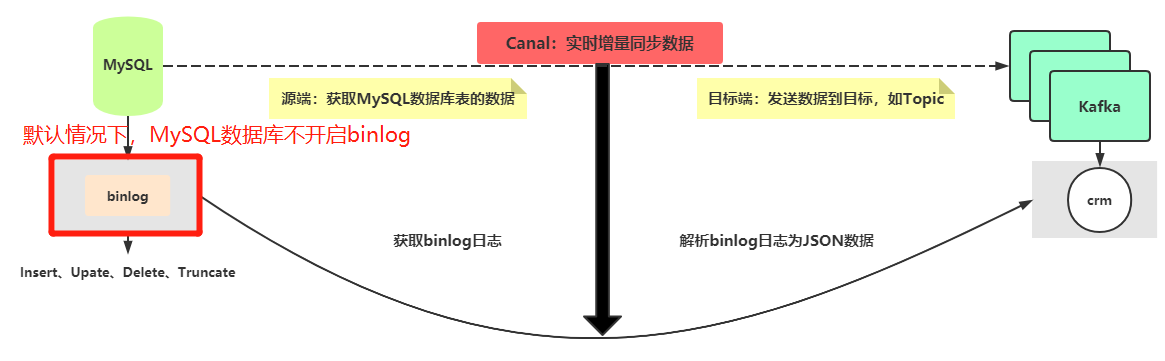 Canal：实时增量同步数据
MySQL
源端：获取MySQL数据库表的数据
目标端：发送数据到目标，如Topic
Kafka
默认情况下，MySQL数据库不开启binlog
binlog
crm
获取binlog日志
解析binlog日志为JSON数据
Insert、Upate、Delete、Truncate